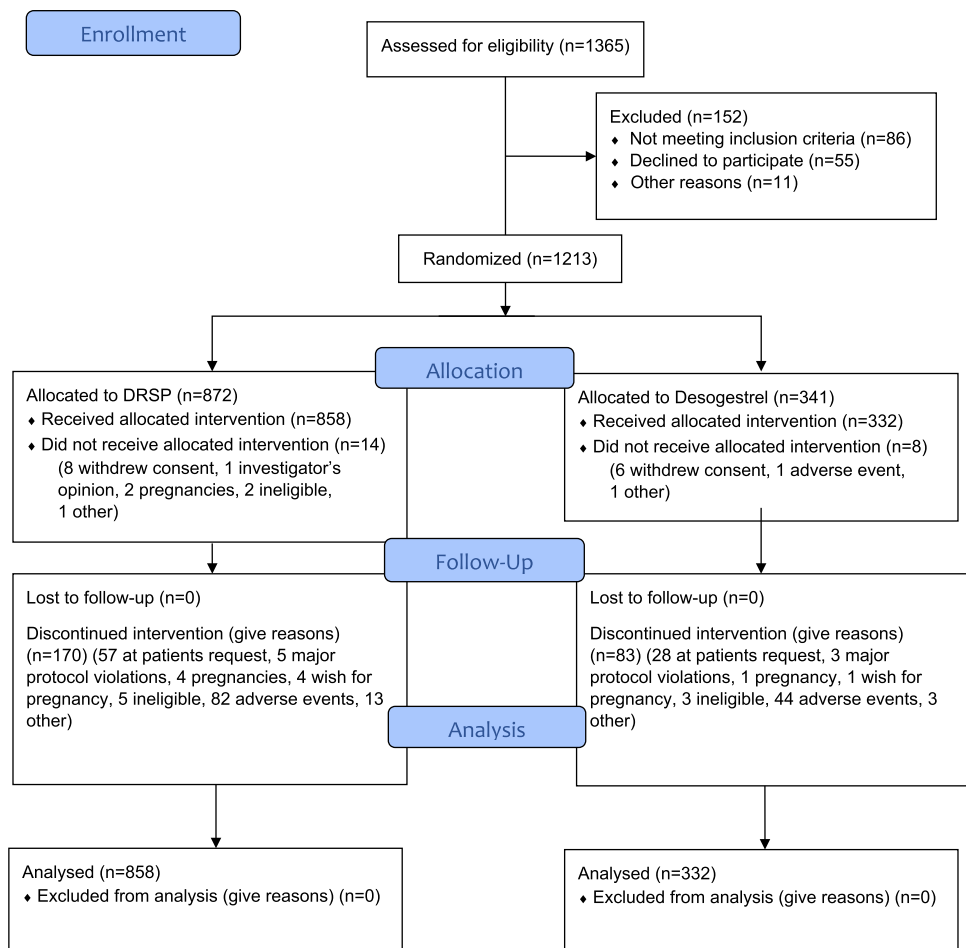 Enrollment
Assessed for eligibility (n=1365)
Excluded (n=152)
♦ Not meeting inclusion criteria (n=86)
♦ Declined to participate (n=55)
♦ Other reasons (n=11)
Randomized (n=1213)
Allocation
Allocated to DRSP (n=872)
♦ Received allocated intervention (n=858)
♦ Did not receive allocated intervention (n=14)
(8 withdrew consent, 1 investigator's
opinion, 2 pregnancies, 2 ineligible,
1 other)
Allocated to Desogestrel (n=341)
♦ Received allocated intervention (n=332)
♦ Did not receive allocated intervention (n=8)
(6 withdrew consent, 1 adverse event,
1 other)
Follow-Up
Lost to follow-up (n=0)
Discontinued intervention (give reasons)
(n=170) (57 at patients request, 5 major
protocol violations, 4 pregnancies, 4 wish for
pregnancy, 5 ineligible, 82 adverse events, 13
other)
Lost to follow-up (n=0)
Discontinued intervention (give reasons)
(n=83) (28 at patients request, 3 major
protocol violations, 1 pregnancy, 1 wish for
pregnancy, 3 ineligible, 44 adverse events, 3
other)
Analysis
Analysed (n=858)
♦ Excluded from analysis (give reasons) (n=0)
Analysed (n=332)
♦ Excluded from analysis (give reasons) (n=0)